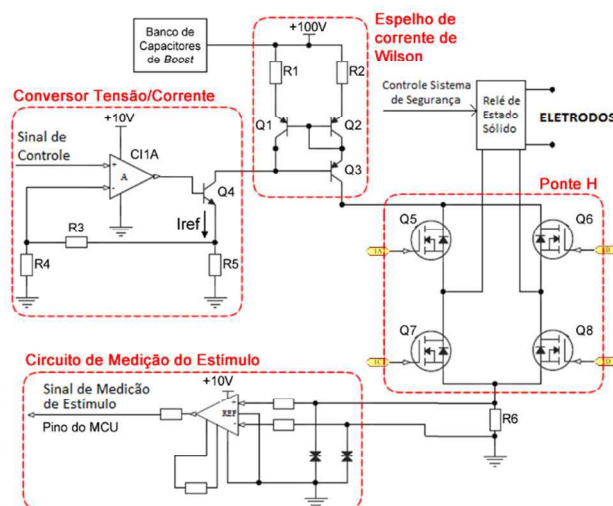 Espelho de
corrente de
Wilson
+100V
Banco de
Capacitores
de Boost
R1
R2
Conversor Tensão/Corrente
Controle Sistema
de Segurança
Relé de
Estado
Sólido
ELETRODOS
+10V
Sinal de
Controle
CI1A
+
A
-
Q1
Q2
Q3
Q4
Ponte H
Iref
R3
R4
R5
Q5
Q6
Q7
Q8
Circuito de Medição do Estímulo
+10V
Sinal de Medição
de Estimulo
Pino do MCU
+
REF
-
R6